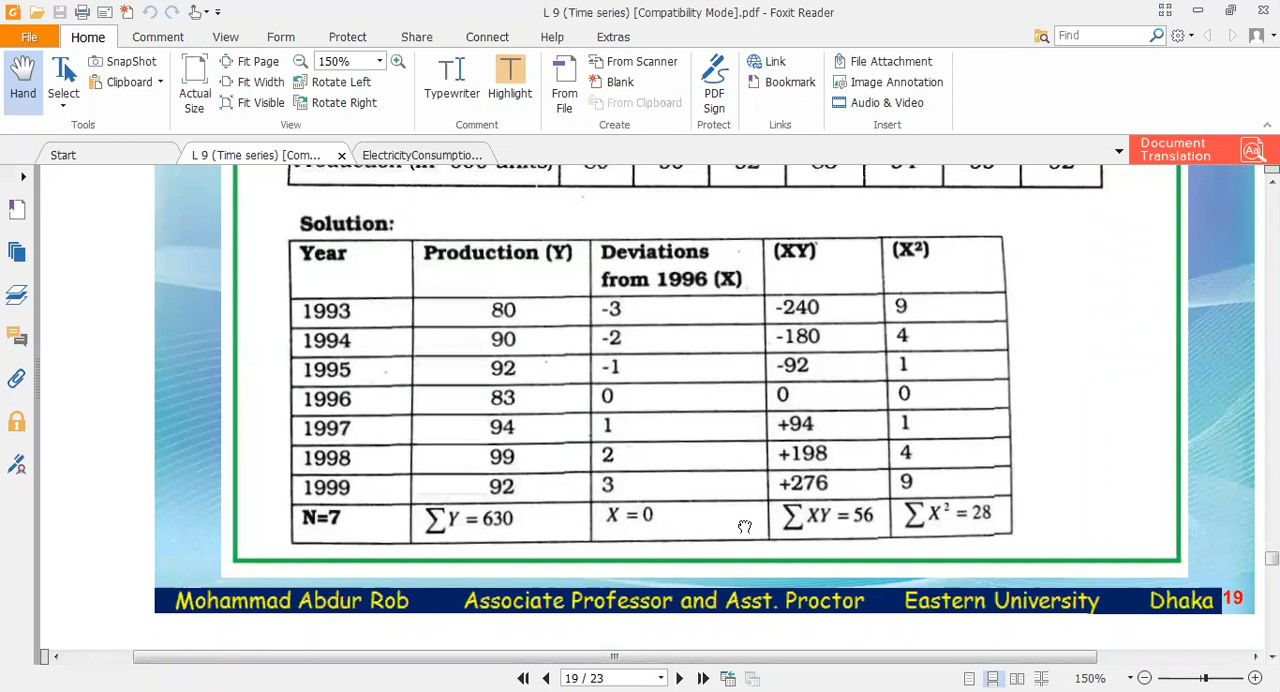 L 9 (Time series) [Compatibility Mode].pdf - Foxit Reader
File Home Comment View Form Protect Share Connect Help Extras Find
Hand Select SnapShot Clipboard Actual Size Fit Page Fit Width Fit Visible 150% Rotate Left Rotate Right Typewriter Highlight From File From Scanner Blank From Clipboard PDF Sign Link Bookmark File Attachment Image Annotation Audio & Video
Tools View Comment Create Protect Links Insert
Start L 9 (Time series) [Com... ElectricityConsumptio... Document Translation
Solution:
Year Production (Y) Deviations from 1996 (X) (XY) (X²)
1993 80 -3 -240 9
1994 90 -2 -180 4
1995 92 -1 -92 1
1996 83 0 0 0
1997 94 1 +94 1
1998 99 2 +198 4
1999 92 3 +276 9
N=7 ∑Y = 630 X = 0 ∑XY = 56 ∑X² = 28
Mohammad Abdur Rob Associate Professor and Asst. Proctor Eastern University Dhaka 19
19 / 23 150%